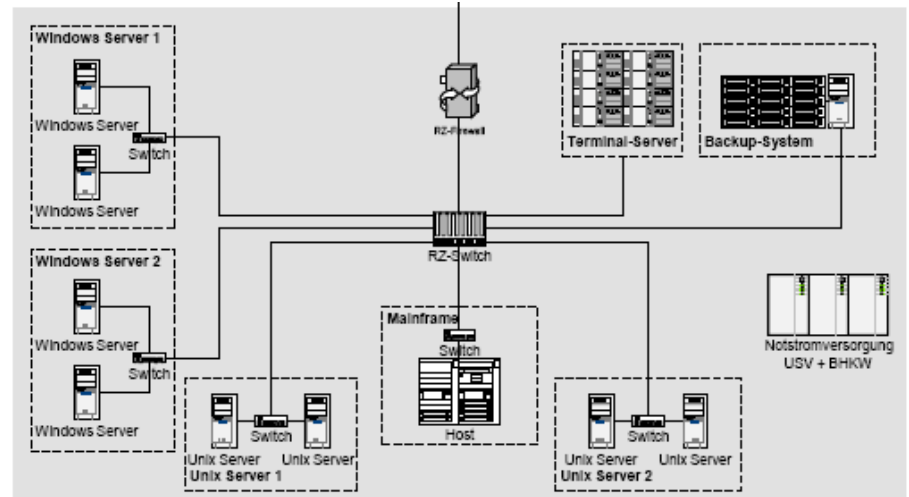 Windows Server 1
Windows Server
Switch
Windows Server
RZ-Firewall
Terminal-Server
Backup-System
Windows Server 2
Windows Server
Switch
Windows Server
RZ-Switch
Mainframe
Switch
Host
Notstromversorgung
USV + BHKW
Switch
Unix Server
Unix Server
Unix Server 1
Switch
Unix Server
Unix Server
Unix Server 2